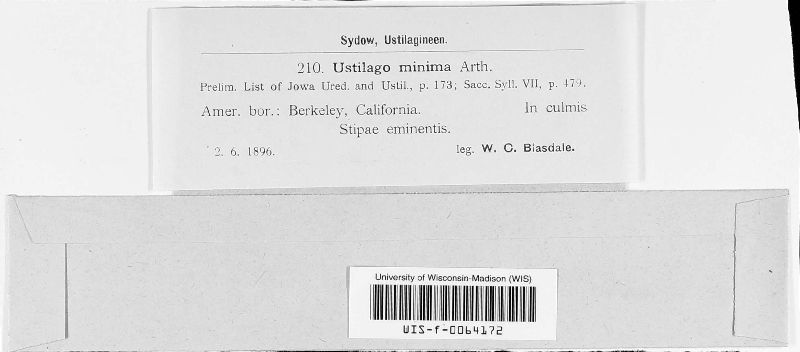 Sydow, Ustilagineen.
210. Ustilago minima Arth.
Prelim. List of Jowa Ured. and Ustil., p. 173; Sacc. Syll. VII, p. 479.
Amer. bor.: Berkeley, California. In culmis
Stipae eminentis.
2. 6. 1896. leg. W. C. Blasdale.
University of Wisconsin-Madison (WIS)
WIS-f-0064172